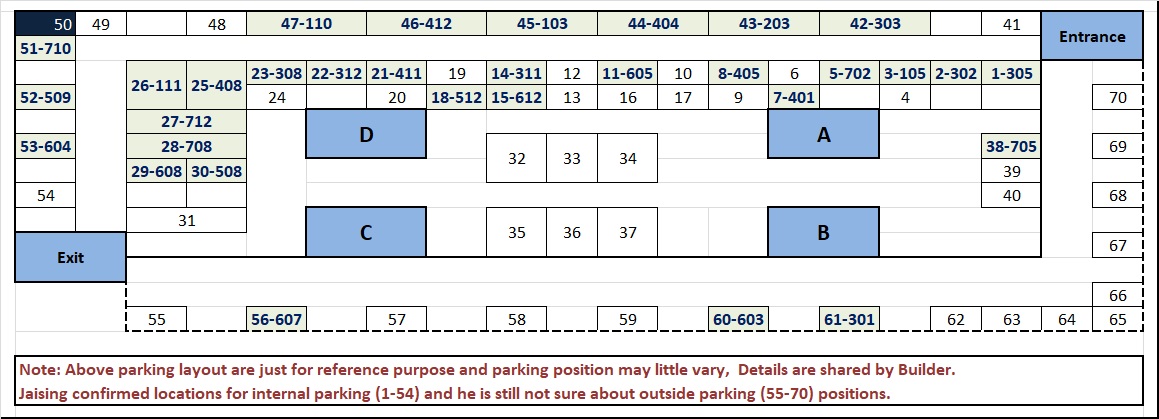 50 49 48 47-110 46-412 45-103 44-404 43-203 42-303 41 Entrance
51-710
26-111 25-408 23-308 22-312 21-411 19 14-311 12 11-605 10 8-405 6 5-702 3-105 2-302 1-305
52-509 24 20 18-512 15-612 13 16 17 9 7-401 4 70
27-712 D A
53-604 28-708 32 33 34 38-705 69
29-608 30-508 39
54 40 68
31 C 35 36 37 B
Exit 67
66
55 56-607 57 58 59 60-603 61-301 62 63 64 65
Note: Above parking layout are just for reference purpose and parking position may little vary, Details are shared by Builder.
Jaising confirmed locations for internal parking (1-54) and he is still not sure about outside parking (55-70) positions.